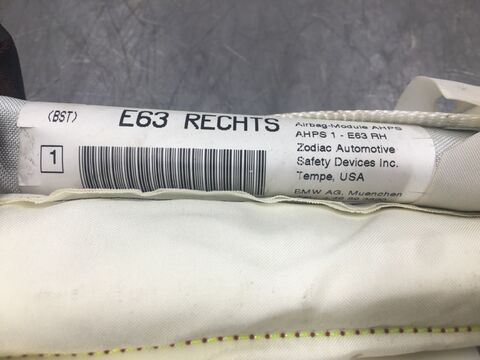 (BST)
E63 RECHTS
1
Airbag-Module AHPS
AHPS 1 - E63 RH
Zodiac Automotive
Safety Devices Inc.
Tempe, USA
BMW AG, Muenchen